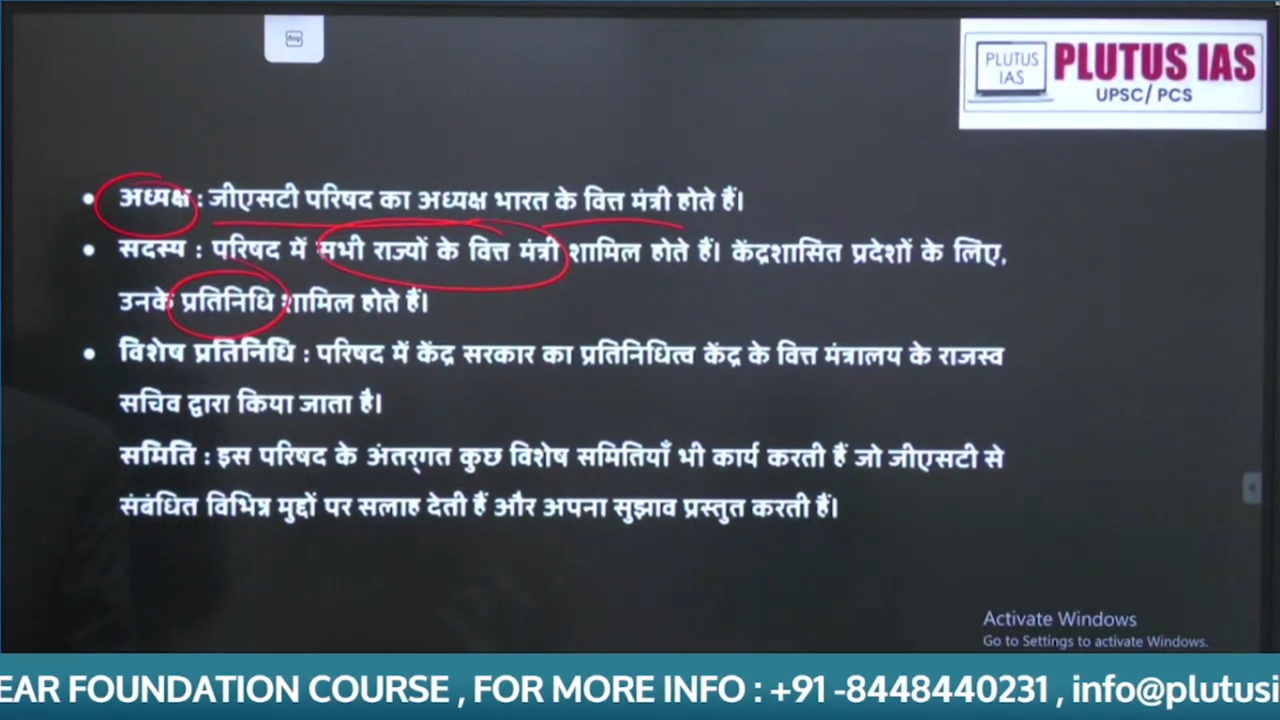 PLUTUS IAS
PLUTUS IAS
UPSC/ PCS
• अध्यक्ष : जीएसटी परिषद का अध्यक्ष भारत के वित्त मंत्री होते हैं।
• सदस्य : परिषद में सभी राज्यों के वित्त मंत्री शामिल होते हैं। केंद्रशासित प्रदेशों के लिए,
उनके प्रतिनिधि शामिल होते हैं।
• विशेष प्रतिनिधि : परिषद में केंद्र सरकार का प्रतिनिधित्व केंद्र के वित्त मंत्रालय के राजस्व
सचिव द्वारा किया जाता है।
समिति : इस परिषद के अंतर्गत कुछ विशेष समितियाँ भी कार्य करती हैं जो जीएसटी से
संबंधित विभिन्न मुद्दों पर सलाह देती हैं और अपना सुझाव प्रस्तुत करती हैं।
Activate Windows
Go to Settings to activate Windows.
EAR FOUNDATION COURSE , FOR MORE INFO : +91 -8448440231 , info@plutusi